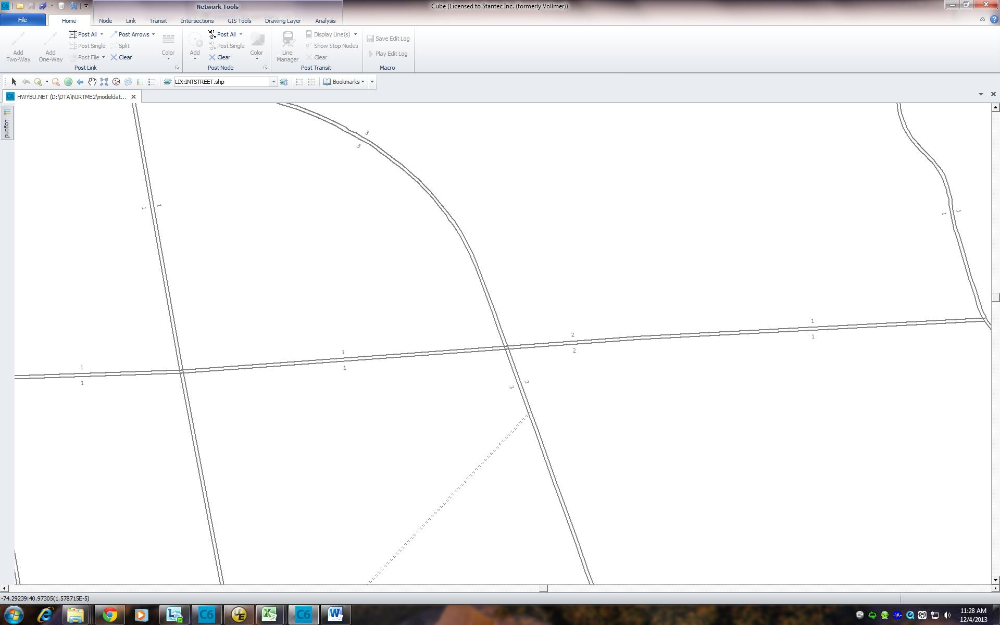 Network Tools
Cube (Licensed to Stantec Inc. (formerly Vollmer))
File Home Node Link Transit Intersections GIS Tools Drawing Layer Analysis
Add Two-Way
Add One-Way
Post All
Post Single
Post File
Post Arrows
Split
Clear
Color
Post Link
Add
Post All
Post Single
Clear
Color
Post Node
Line Manager
Display Line(s)
Show Stop Nodes
Clear
Post Transit
Save Edit Log
Play Edit Log
Macro
LIX:INTSTREET.shp
Bookmarks
C6 HWYBU.NET (D:\DTA\NJRTME2\modeldat...
Legend
3
3
1 1
1 1
1
1
1
1
2
2
1
1
3 3
-74.29239:40.97305(1.578715E-5)
C6
C6
11:28 AM
12/4/2013